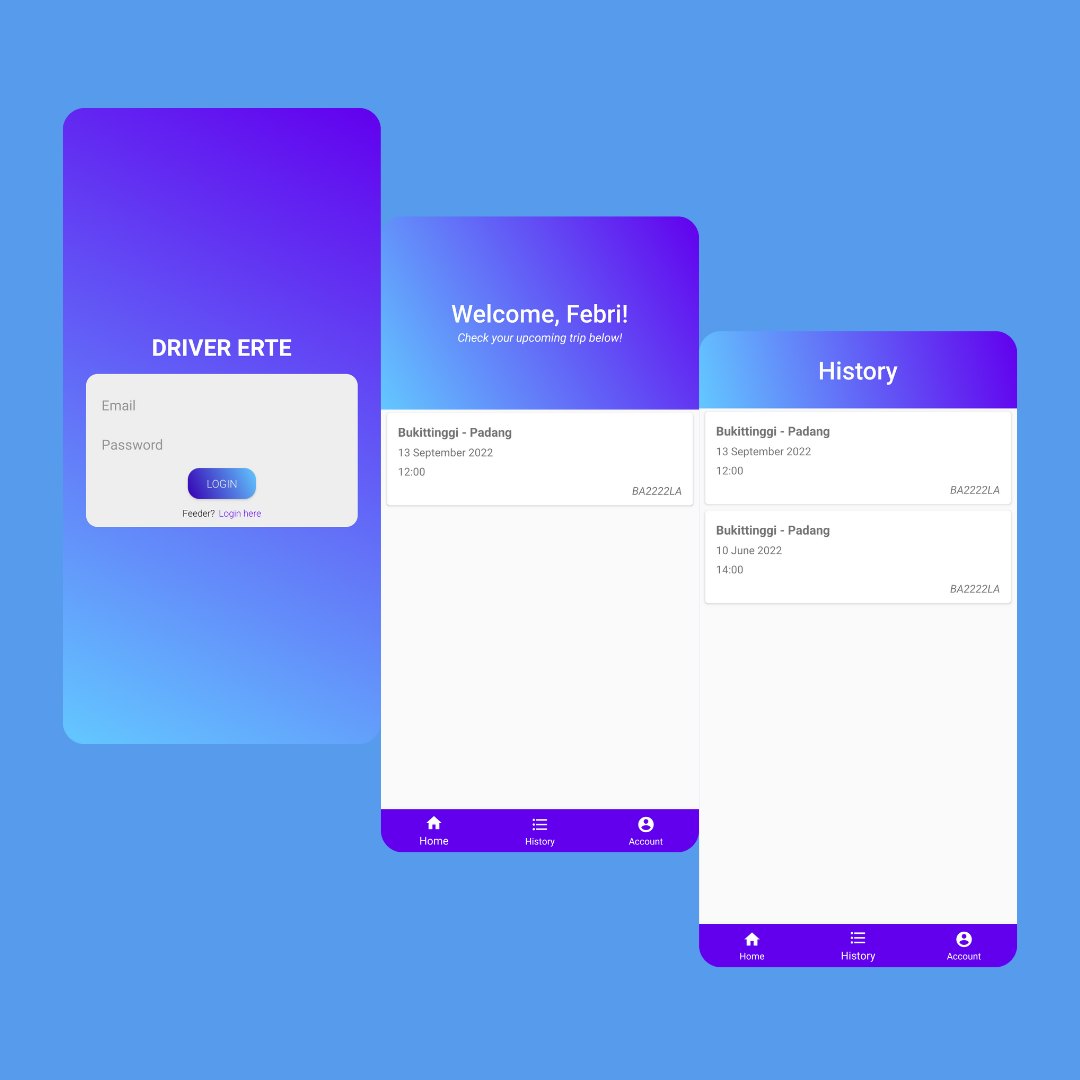 DRIVER ERTE
Email
Password
LOGIN
Feeder? Login here
Welcome, Febri!
Check your upcoming trip below!
Bukittinggi - Padang
13 September 2022
12:00
BA2222LA
Home History Account
History
Bukittinggi - Padang
13 September 2022
12:00
BA2222LA
Bukittinggi - Padang
10 June 2022
14:00
BA2222LA
Home History Account